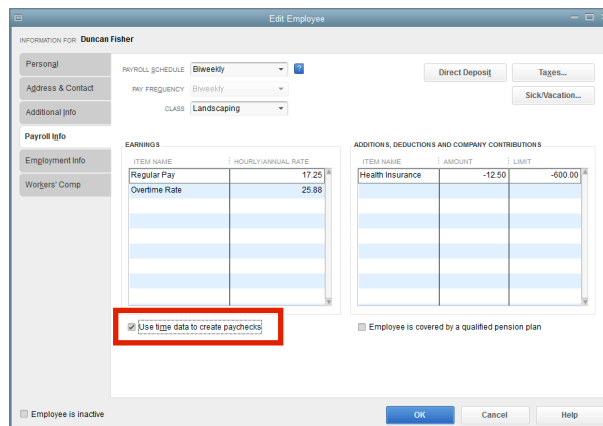 Edit Employee
INFORMATION FOR Duncan Fisher
Personal
Address & Contact
Additional Info
Payroll Info
Employment Info
Workers' Comp
PAYROLL SCHEDULE Biweekly ?
PAY FREQUENCY Biweekly
CLASS Landscaping
Direct Deposit Taxes...
Sick/Vacation...
EARNINGS
ITEM NAME HOURLY/ANNUAL RATE
Regular Pay 17.25
Overtime Rate 25.88
Use time data to create paychecks
ADDITIONS, DEDUCTIONS AND COMPANY CONTRIBUTIONS
ITEM NAME AMOUNT LIMIT
Health Insurance -12.50 -600.00
Employee is covered by a qualified pension plan
Employee is inactive
OK Cancel Help